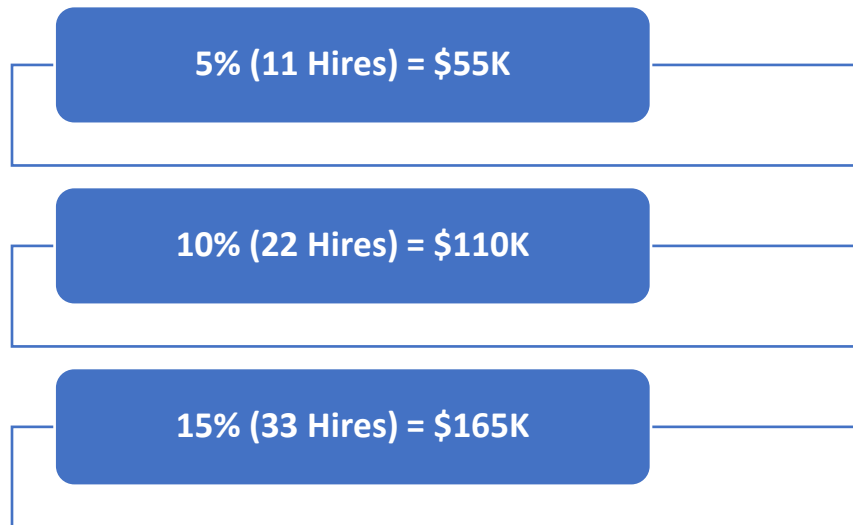 5% (11 Hires) = $55K
10% (22 Hires) = $110K
15% (33 Hires) = $165K